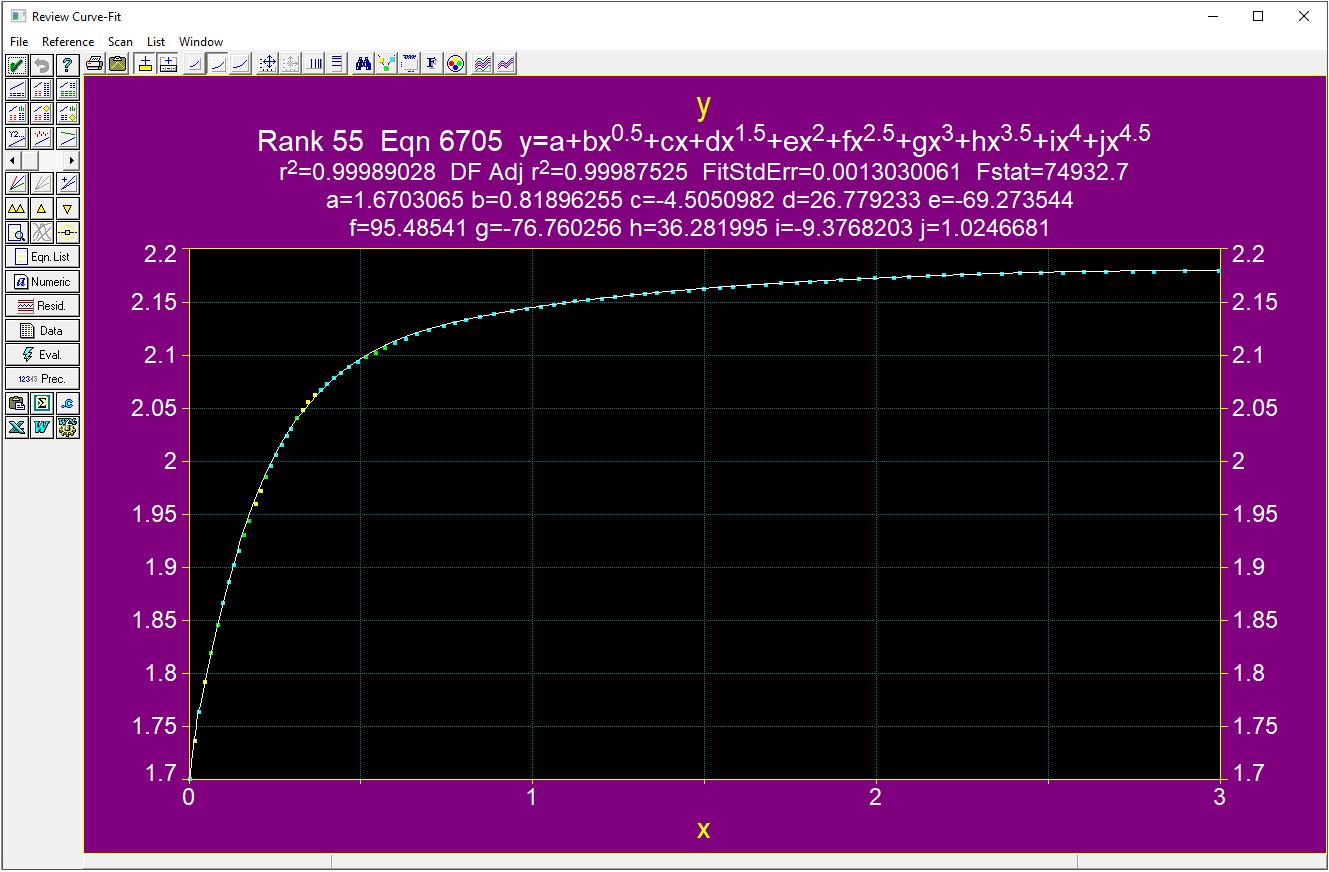 Review Curve-Fit
File Reference Scan List Window
Y2...
Eqn.List
Numeric
Resid.
Data
Eval.
12345 Prec.
y
Rank 55 Eqn 6705 y=a+bx^0.5+cx+dx^1.5+ex^2+fx^2.5+gx^3+hx^3.5+ix^4+jx^4.5
r^2=0.99989028 DF Adj r^2=0.99987525 FitStdErr=0.0013030061 Fstat=74932.7
a=1.6703065 b=0.81896255 c=-4.5050982 d=26.779233 e=-69.273544
f=95.48541 g=-76.760256 h=36.281995 i=-9.3768203 j=1.0246681
2.2 2.2
2.15 2.15
2.1 2.1
2.05 2.05
2 2
1.95 1.95
1.9 1.9
1.85 1.85
1.8 1.8
1.75 1.75
1.7 1.7
0 1 2 3
x